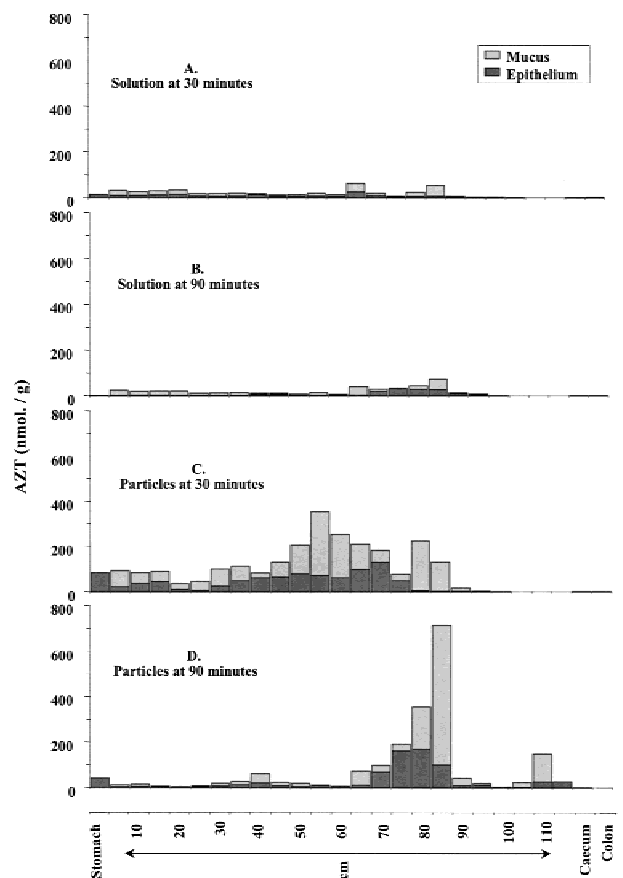 800
600
400
200
0
A.
Solution at 30 minutes
Mucus
Epithelium
800
600
400
200
0
B.
Solution at 90 minutes
AZT (nmol. / g)
800
600
400
200
0
C.
Particles at 30 minutes
800
600
400
200
0
D.
Particles at 90 minutes
Stomach
10
20
30
40
50
60
70
80
90
100
110
Caecum
Colon
cm